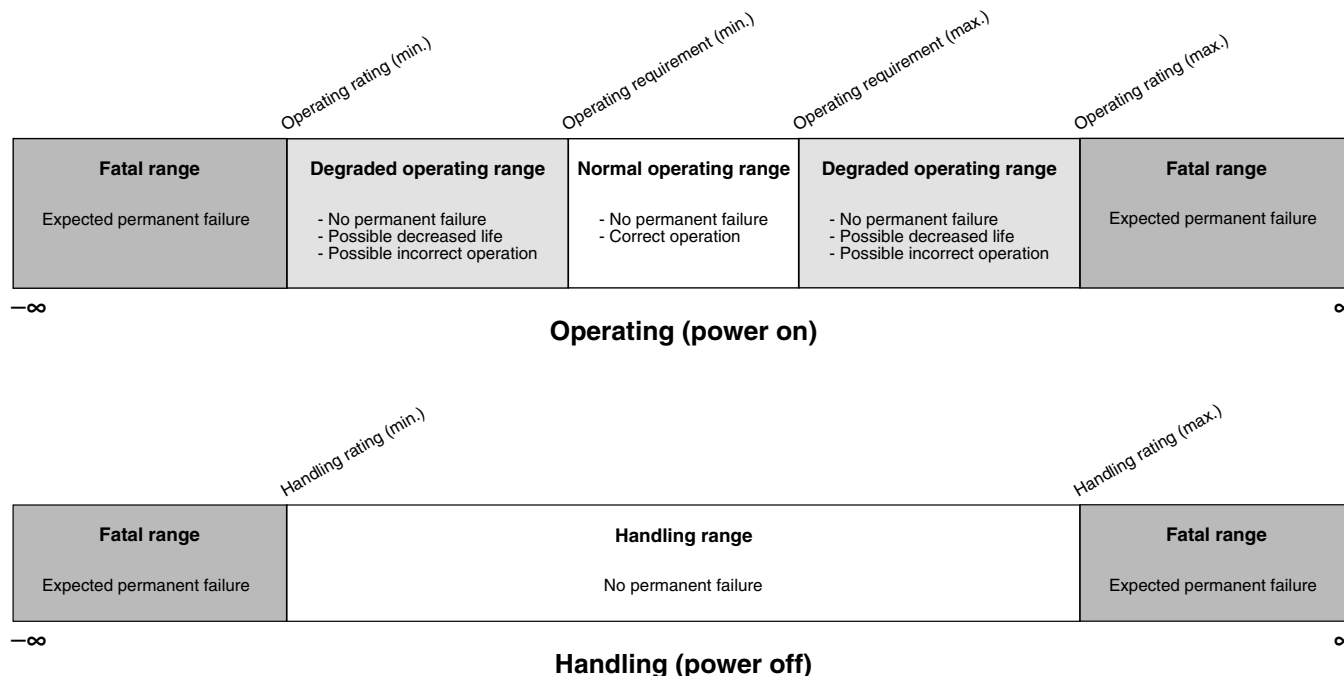 Operating rating (min.)
Operating requirement (min.)
Operating requirement (max.)
Operating rating (max.)
Fatal range
Expected permanent failure
Degraded operating range
- No permanent failure
- Possible decreased life
- Possible incorrect operation
Normal operating range
- No permanent failure
- Correct operation
Degraded operating range
- No permanent failure
- Possible decreased life
- Possible incorrect operation
Fatal range
Expected permanent failure
–∞
∞
Operating (power on)
Handling rating (min.)
Handling rating (max.)
Fatal range
Expected permanent failure
Handling range
No permanent failure
Fatal range
Expected permanent failure
–∞
∞
Handling (power off)